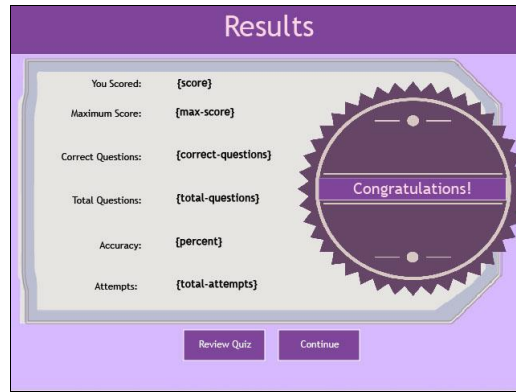 Results
You Scored: {score}
Maximum Score: {max-score}
Correct Questions: {correct-questions}
Total Questions: {total-questions}
Accuracy: {percent}
Attempts: {total-attempts}
Congratulations!
Review Quiz Continue